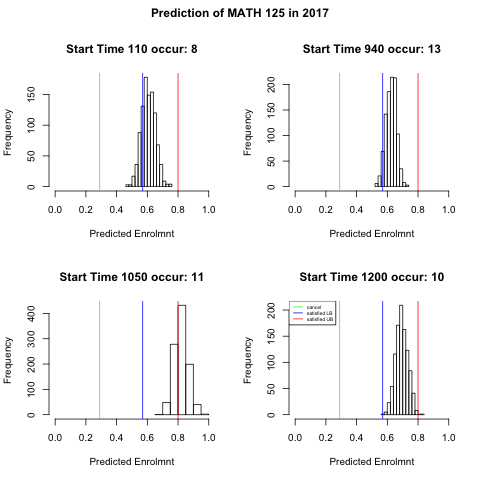 Prediction of MATH 125 in 2017
Start Time 110 occur: 8
Frequency
0 50 100 150
0.0 0.2 0.4 0.6 0.8 1.0
Predicted Enrolmnt
Start Time 940 occur: 13
Frequency
0 50 100 150 200
0.0 0.2 0.4 0.6 0.8 1.0
Predicted Enrolmnt
Start Time 1050 occur: 11
Frequency
0 100 200 300 400
0.0 0.2 0.4 0.6 0.8 1.0
Predicted Enrolmnt
Start Time 1200 occur: 10
cancel
satisfied LB
satisfied UB
Frequency
0 50 100 150 200
0.0 0.2 0.4 0.6 0.8 1.0
Predicted Enrolmnt